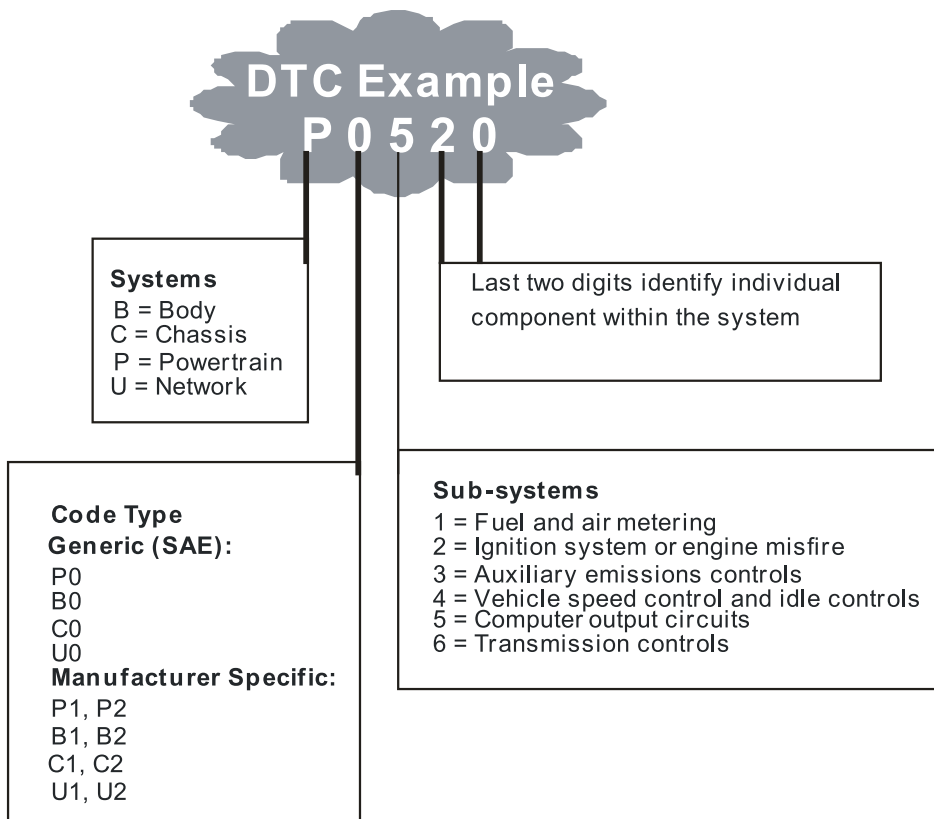 DTC Example
P 0 5 2 0
Systems
B = Body
C = Chassis
P = Powertrain
U = Network
Last two digits identify individual
component within the system
Code Type
Generic (SAE):
P0
B0
C0
U0
Manufacturer Specific:
P1, P2
B1, B2
C1, C2
U1, U2
Sub-systems
1 = Fuel and air metering
2 = Ignition system or engine misfire
3 = Auxiliary emissions controls
4 = Vehicle speed control and idle controls
5 = Computer output circuits
6 = Transmission controls